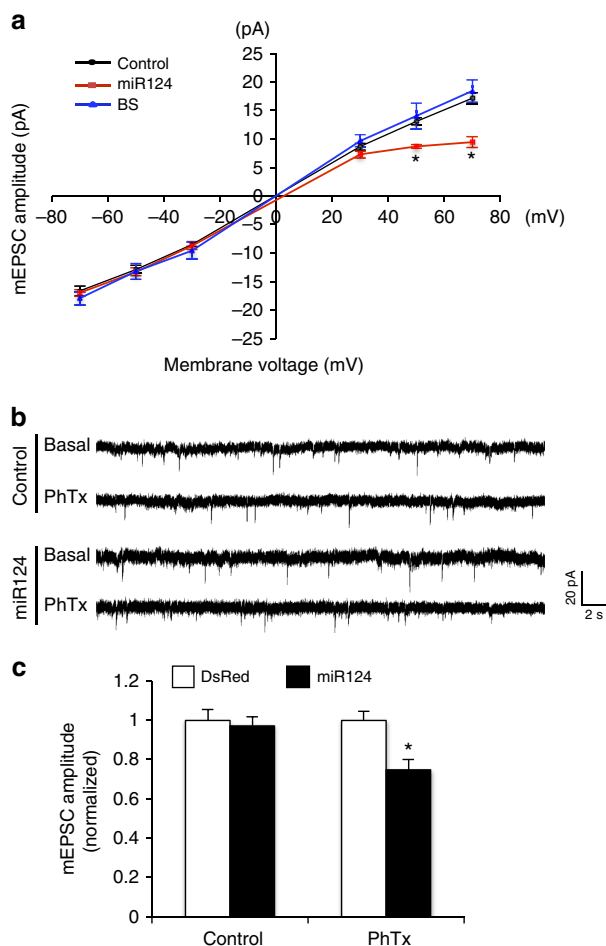 a
(pA)
Control
miR124
BS
mEPSC amplitude (pA)
25
20
15
10
5
0
–5
–10
–15
–20
–25
–80
–60
–40
–20
0
20
40
60
80
(mV)
*
*
Membrane voltage (mV)
b
Control
Basal
PhTx
miR124
Basal
PhTx
20 pA
2 s
c
DsRed
miR124
mEPSC amplitude
(normalized)
1.2
1
0.8
0.6
0.4
0.2
0
*
Control
PhTx